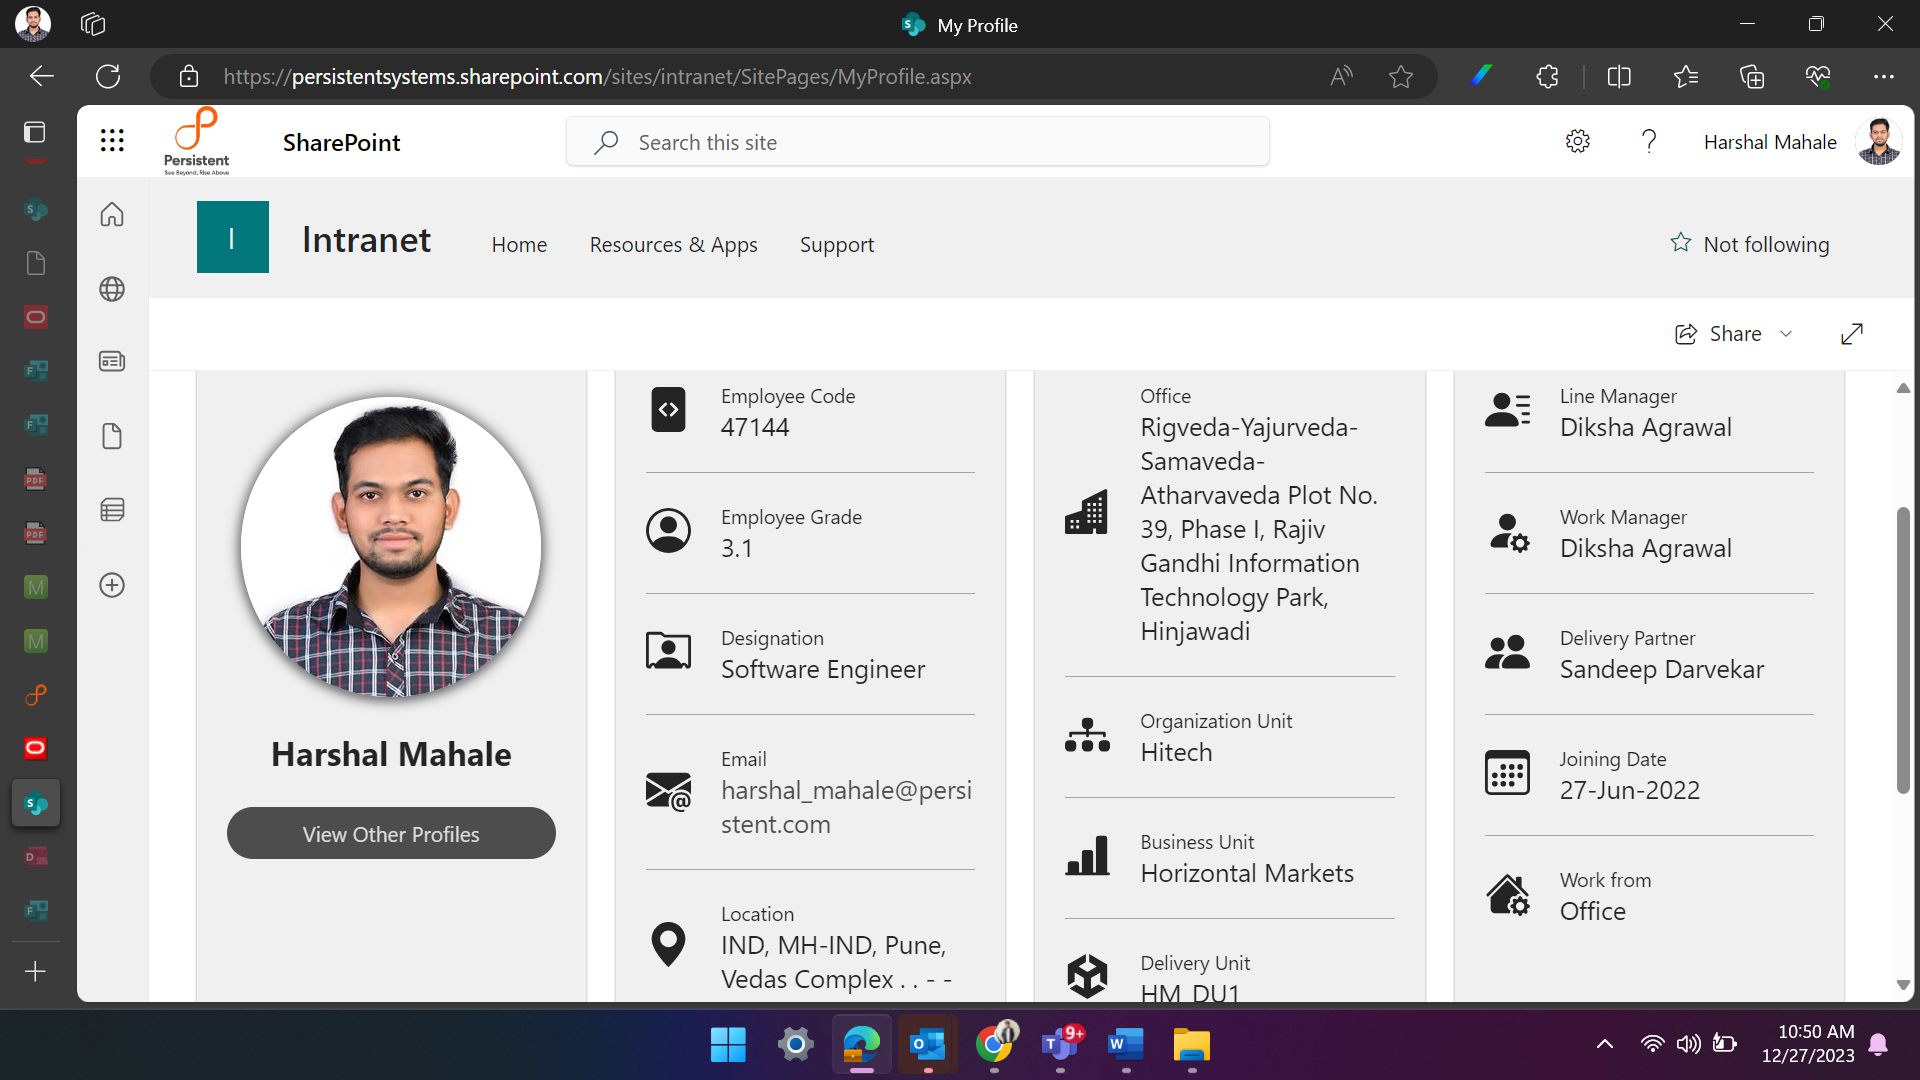 My Profile
https://persistentsystems.sharepoint.com/sites/intranet/SitePages/MyProfile.aspx
Persistent
See Beyond, Rise Above
SharePoint
Search this site
Harshal Mahale
I
Intranet
Home
Resources & Apps
Support
Not following
Share
Harshal Mahale
View Other Profiles
Employee Code
47144
Employee Grade
3.1
Designation
Software Engineer
Email
harshal_mahale@persi
stent.com
Location
IND, MH-IND, Pune,
Vedas Complex . . - -
Office
Rigveda-Yajurveda-
Samaveda-
Atharvaveda Plot No.
39, Phase I, Rajiv
Gandhi Information
Technology Park,
Hinjawadi
Organization Unit
Hitech
Business Unit
Horizontal Markets
Delivery Unit
HM_DU1
Line Manager
Diksha Agrawal
Work Manager
Diksha Agrawal
Delivery Partner
Sandeep Darvekar
Joining Date
27-Jun-2022
Work from
Office
9+
10:50 AM
12/27/2023